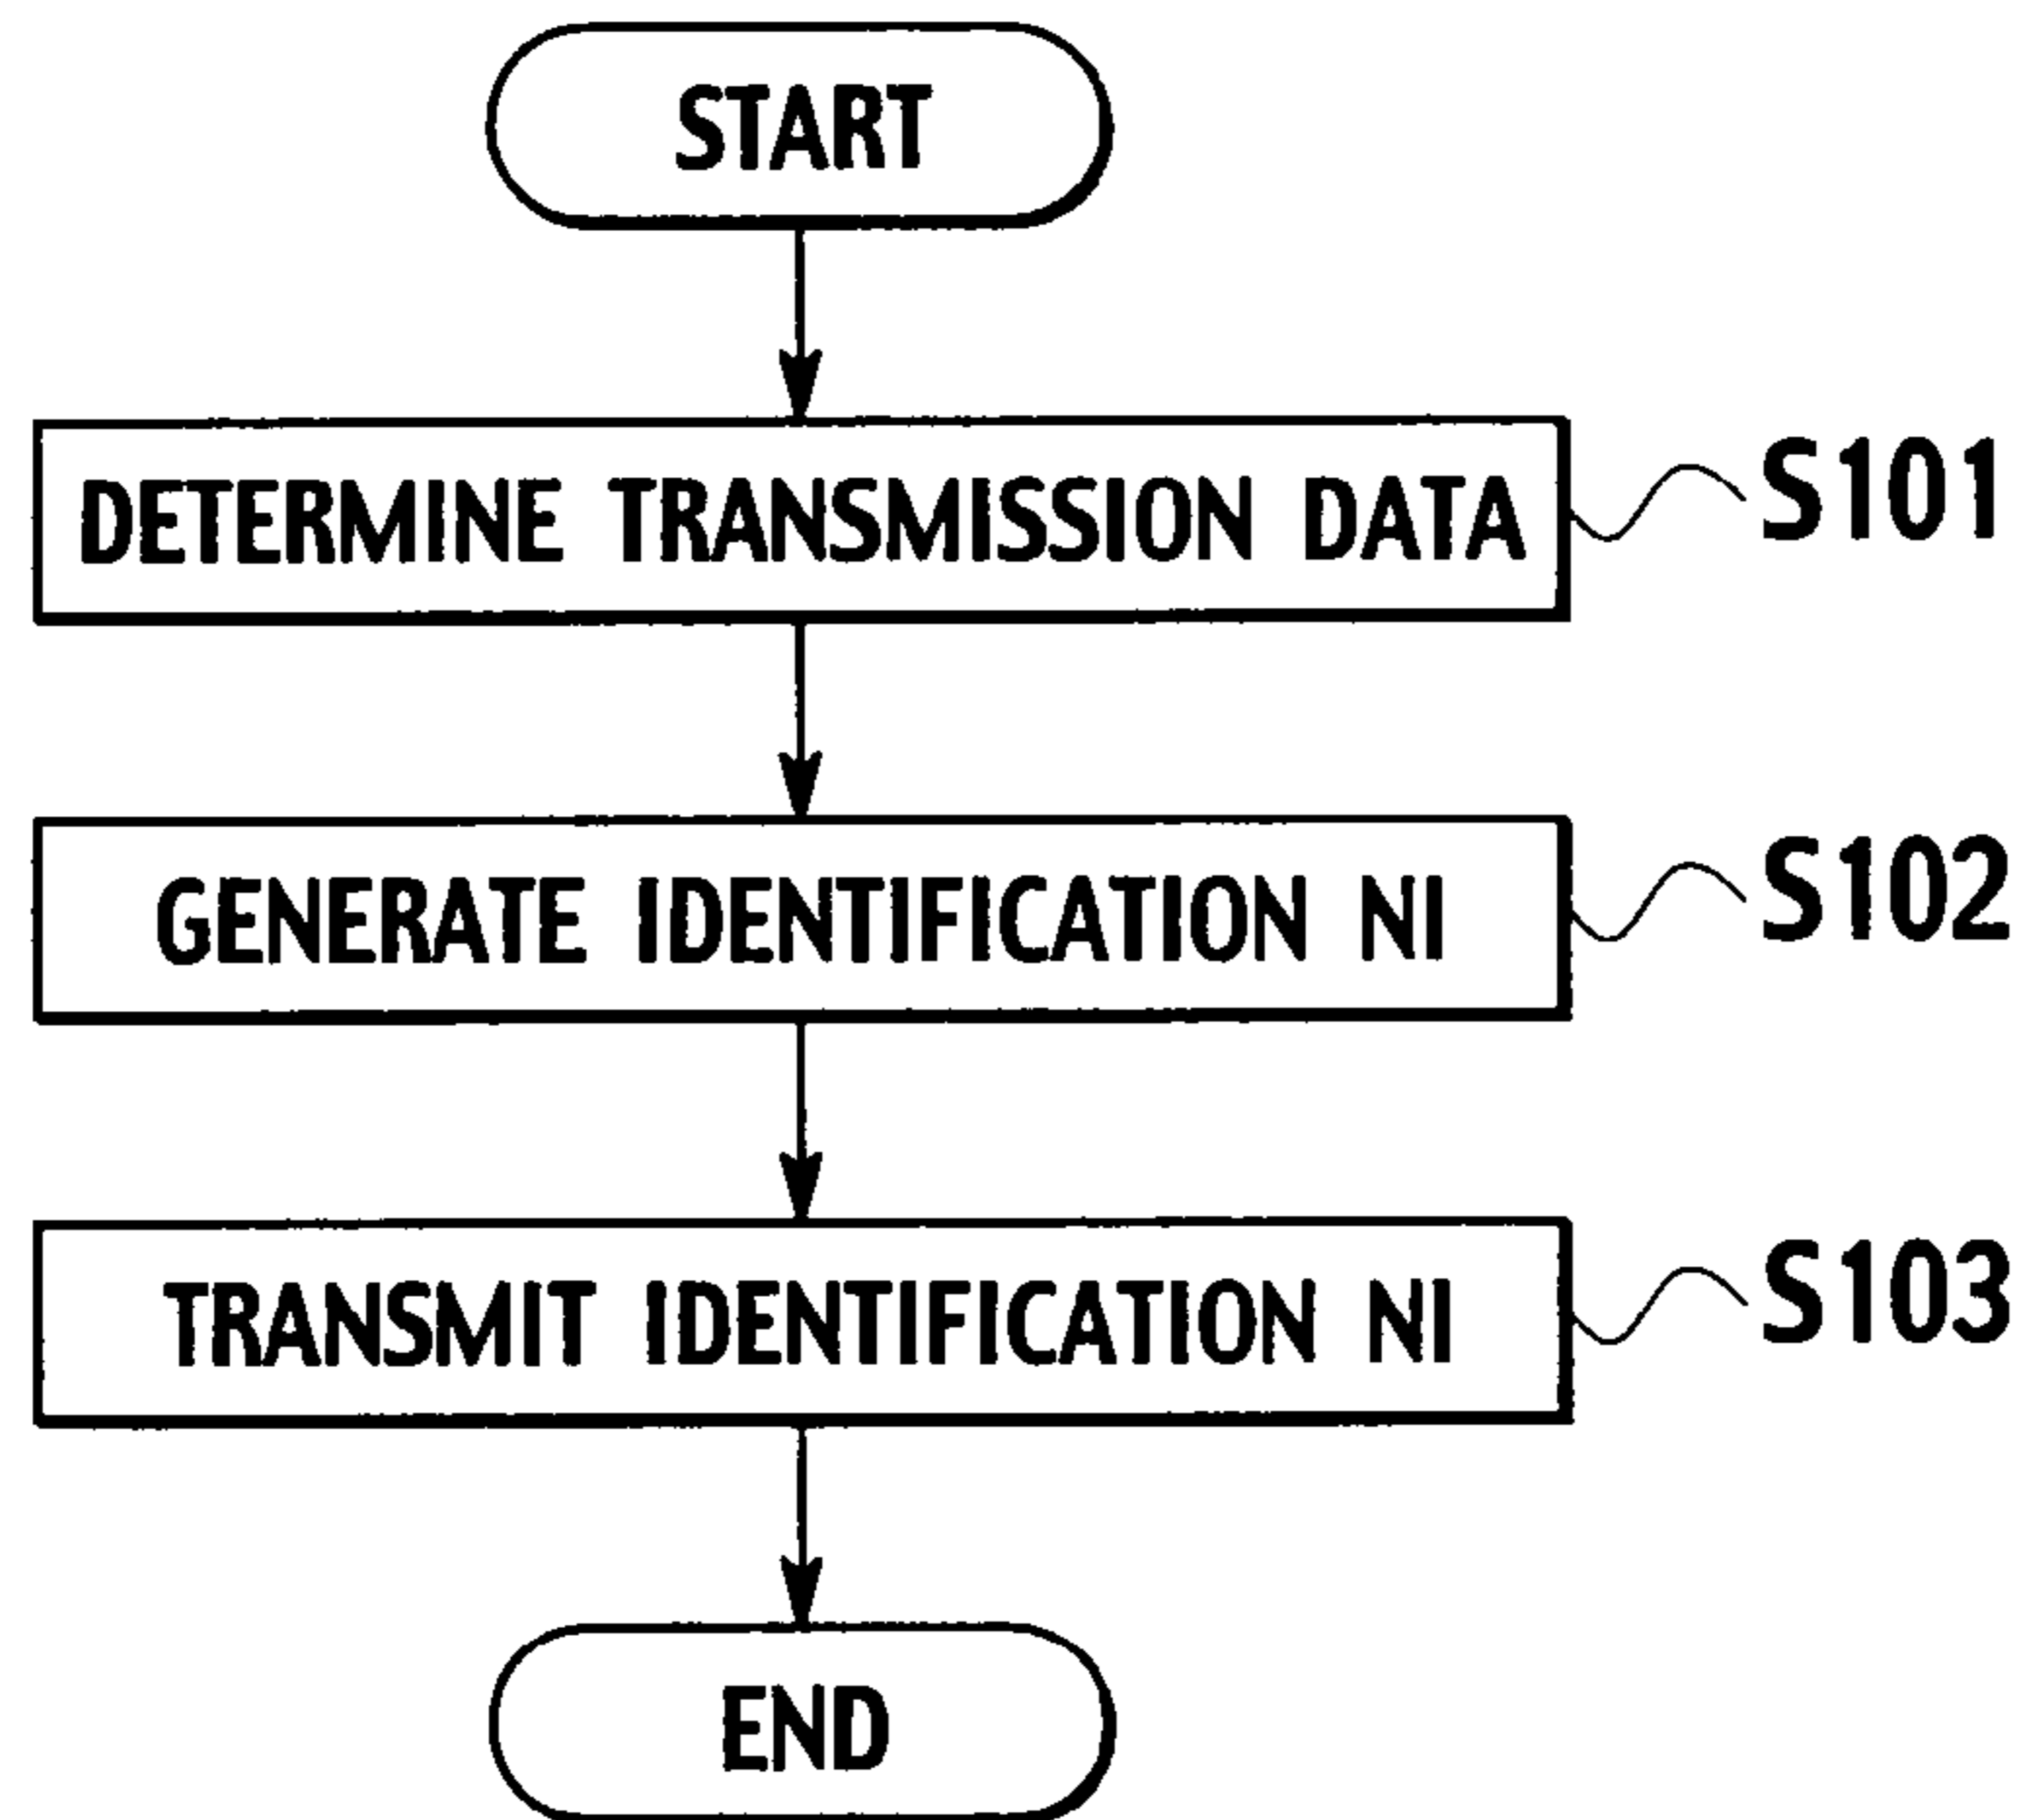 START
DETERMINE TRANSMISSION DATA S101
GENERATE IDENTIFICATION NI S102
TRANSMIT IDENTIFICATION NI S103
END